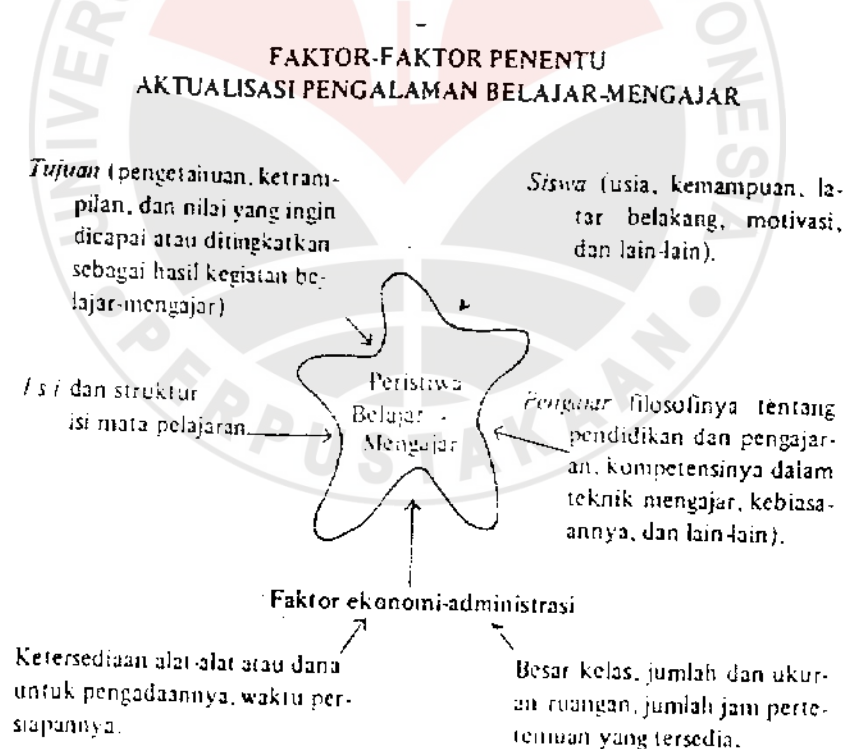 FAKTOR-FAKTOR PENENTU
AKTUALISASI PENGALAMAN BELAJAR-MENGAJAR
Tujuan (pengetahuan, ketram-
pilan, dan nilai yang ingin
dicapai atau ditingkatkan
sebagai hasil kegiatan be-
lajar-mengajar)
Siswa (usia, kemampuan, la-
tar belakang, motivasi,
dan lain-lain).
Isi dan struktur
isi mata pelajaran
Peristiwa
Belajar -
Mengajar
Pengajar filosofinya tentang
pendidikan dan pengajar-
an, kompetensinya dalam
teknik mengajar, kebiasa-
annya, dan lain-lain).
Faktor ekonomi-administrasi
Ketersediaan alat-alat atau dana
untuk pengadaannya, waktu per-
siapannya.
Besar kelas, jumlah dan ukur-
an ruangan, jumlah jam perte-
temuan yang tersedia.
PERPUSTAKAAN